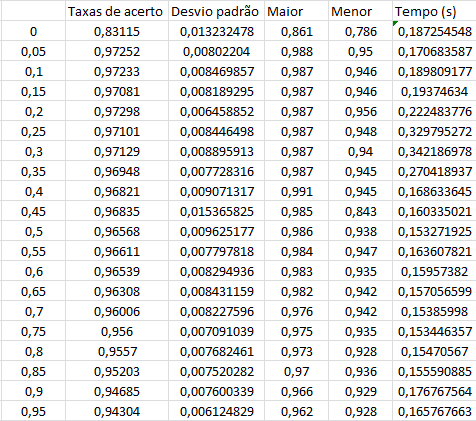 Taxas de acerto Desvio padrão Maior Menor Tempo (s)
0 0,83115 0,013232478 0,861 0,786 0,187254548
0,05 0,97252 0,00802204 0,988 0,95 0,170683587
0,1 0,97233 0,008469857 0,987 0,946 0,189809177
0,15 0,97081 0,008189295 0,987 0,946 0,19374634
0,2 0,97298 0,006458852 0,987 0,956 0,222483776
0,25 0,97101 0,008446498 0,987 0,948 0,329795272
0,3 0,97129 0,008895913 0,987 0,94 0,342186978
0,35 0,96948 0,007728316 0,987 0,945 0,270418937
0,4 0,96821 0,009071317 0,991 0,945 0,168633645
0,45 0,96835 0,015365825 0,985 0,843 0,160335021
0,5 0,96568 0,009625177 0,986 0,938 0,153271925
0,55 0,96611 0,007797818 0,984 0,947 0,163607821
0,6 0,96539 0,008294936 0,983 0,935 0,15957382
0,65 0,96308 0,008431159 0,982 0,942 0,157056599
0,7 0,96006 0,008227596 0,976 0,942 0,15385998
0,75 0,956 0,007091039 0,975 0,935 0,153446357
0,8 0,9557 0,007682461 0,973 0,928 0,15470567
0,85 0,95203 0,007520282 0,97 0,936 0,155590885
0,9 0,94685 0,007600339 0,966 0,929 0,176767564
0,95 0,94304 0,006124829 0,962 0,928 0,165767663